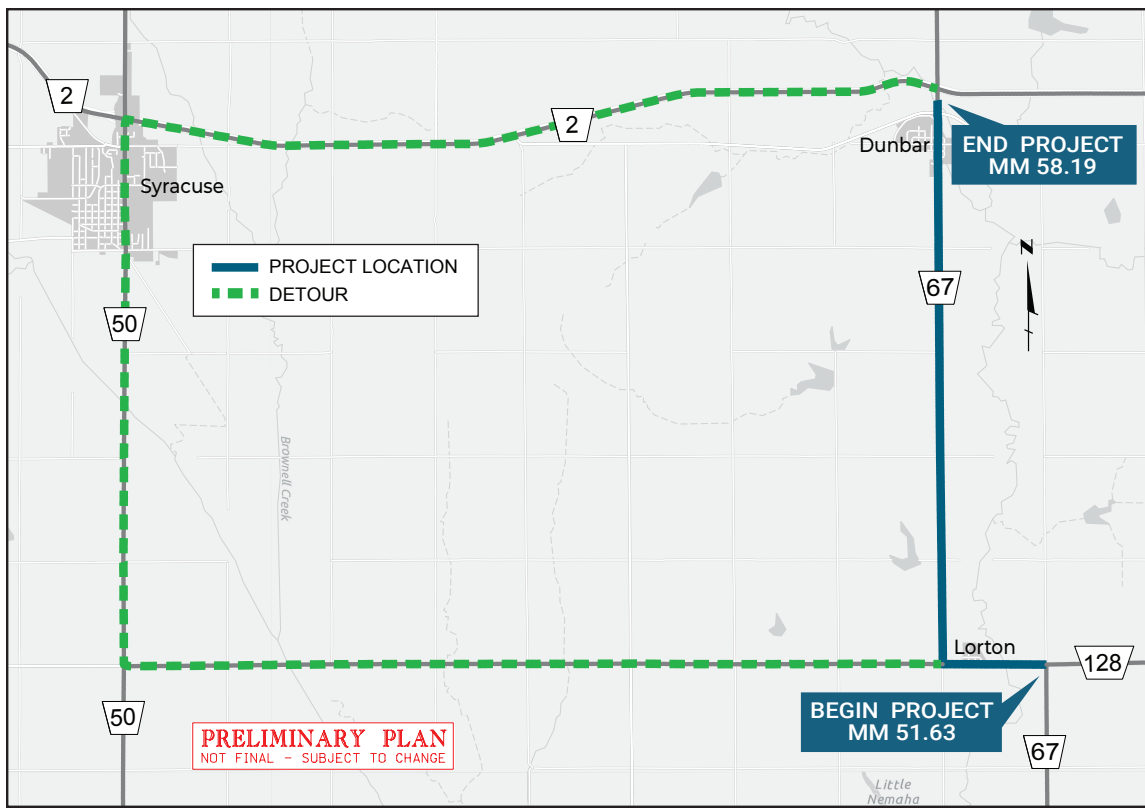 2
2
Dunbar
END PROJECT
MM 58.19
Syracuse
N
PROJECT LOCATION
DETOUR
67
50
Brownell Creek
Lorton
128
BEGIN PROJECT
MM 51.63
50
PRELIMINARY PLAN
NOT FINAL - SUBJECT TO CHANGE
67
Little
Nemaha